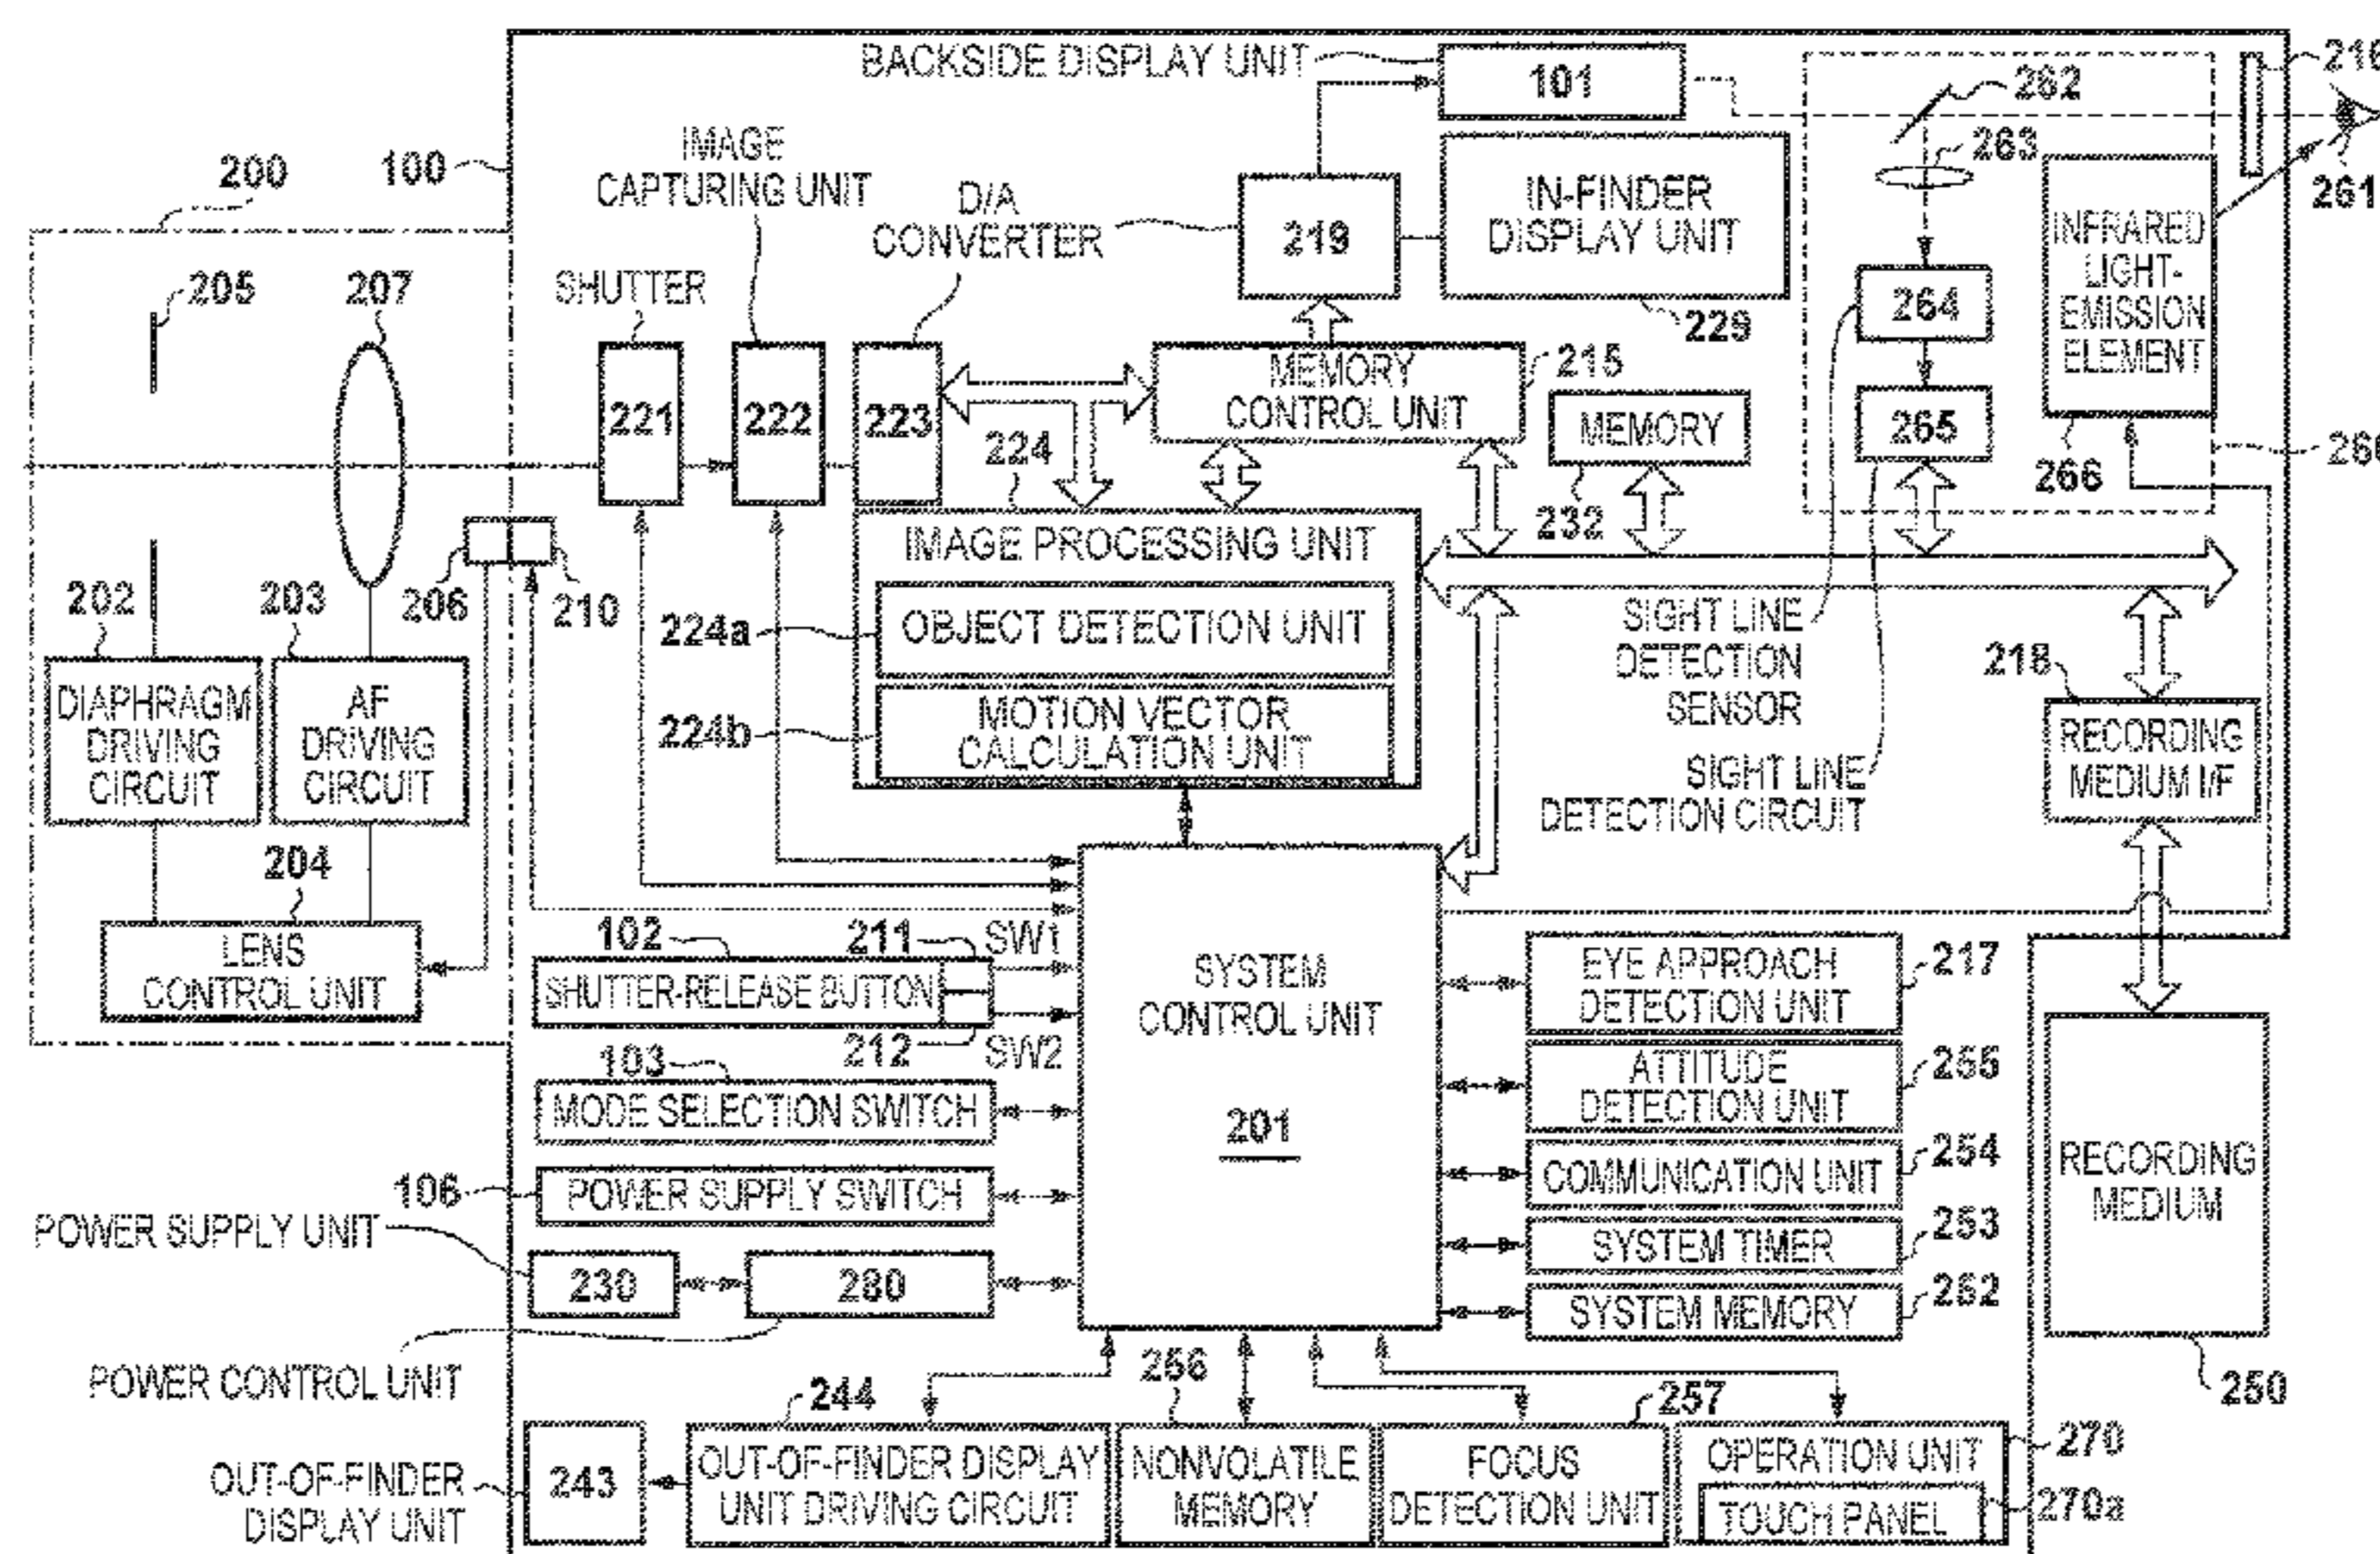 BACKSIDE DISPLAY UNIT
101
216
262
261
IMAGE
CAPTURING UNIT
200
100
D/A
CONVERTER
219
IN-FINDER
DISPLAY UNIT
229
263
264
265
INFRARED
LIGHT-
EMISSION
ELEMENT
266
205
207
SHUTTER
221
222
223
224
MEMORY
CONTROL UNIT
215
MEMORY
232
IMAGE PROCESSING UNIT
224a
OBJECT DETECTION UNIT
224b
MOTION VECTOR
CALCULATION UNIT
206
210
202
203
DIAPHRAGM
DRIVING
CIRCUIT
AF
DRIVING
CIRCUIT
204
LENS
CONTROL UNIT
SIGHT LINE
DETECTION
SENSOR
SIGHT LINE
DETECTION CIRCUIT
218
RECORDING
MEDIUM I/F
102
211
SW1
SHUTTER-RELEASE BUTTON
212
SW2
103
MODE SELECTION SWITCH
106
POWER SUPPLY SWITCH
POWER SUPPLY UNIT
230
280
POWER CONTROL UNIT
SYSTEM
CONTROL UNIT
201
EYE APPROACH
DETECTION UNIT
217
ATTITUDE
DETECTION UNIT
255
COMMUNICATION UNIT
254
SYSTEM TIMER
253
SYSTEM MEMORY
252
RECORDING
MEDIUM
250
OUT-OF-FINDER
DISPLAY UNIT
243
244
OUT-OF-FINDER DISPLAY
UNIT DRIVING CIRCUIT
256
NONVOLATILE
MEMORY
257
FOCUS
DETECTION UNIT
OPERATION UNIT
270
TOUCH PANEL
270a